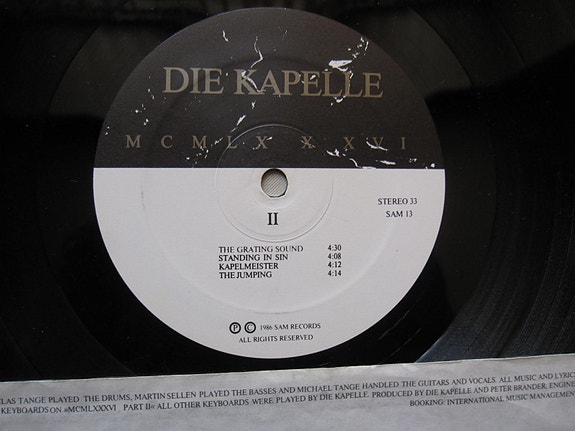 DIE KAPELLE
MCMLXXXVI
STEREO 33
SAM 13
II
THE GRATING SOUND 4:30
STANDING IN SIN 4:08
KAPELMEISTER 4:12
THE JUMPING 4:14
Ⓟ © 1986 SAM RECORDS
ALL RIGHTS RESERVED
LAS TANGE PLAYED THE DRUMS, MARTIN SELLEN PLAYED THE BASSES AND MICHAEL TANGE HANDLED THE GUITARS AND VOCALS. ALL MUSIC AND LYRIC
KEYBOARDS ON »MCMLXXXVI PART II« ALL OTHER KEYBOARDS WERE PLAYED BY DIE KAPELLE. PRODUCED BY DIE KAPELLE AND PETER BRANDER, ENGINE
BOOKING: INTERNATIONAL MUSIC MANAGEMEN